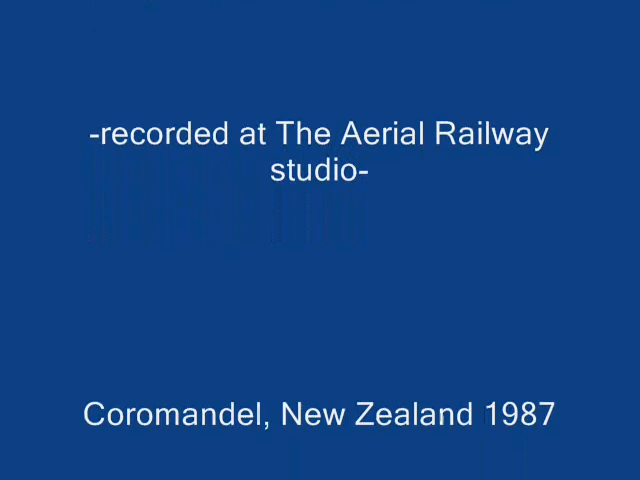 -recorded at The Aerial Railway
studio-
Coromandel, New Zealand 1987